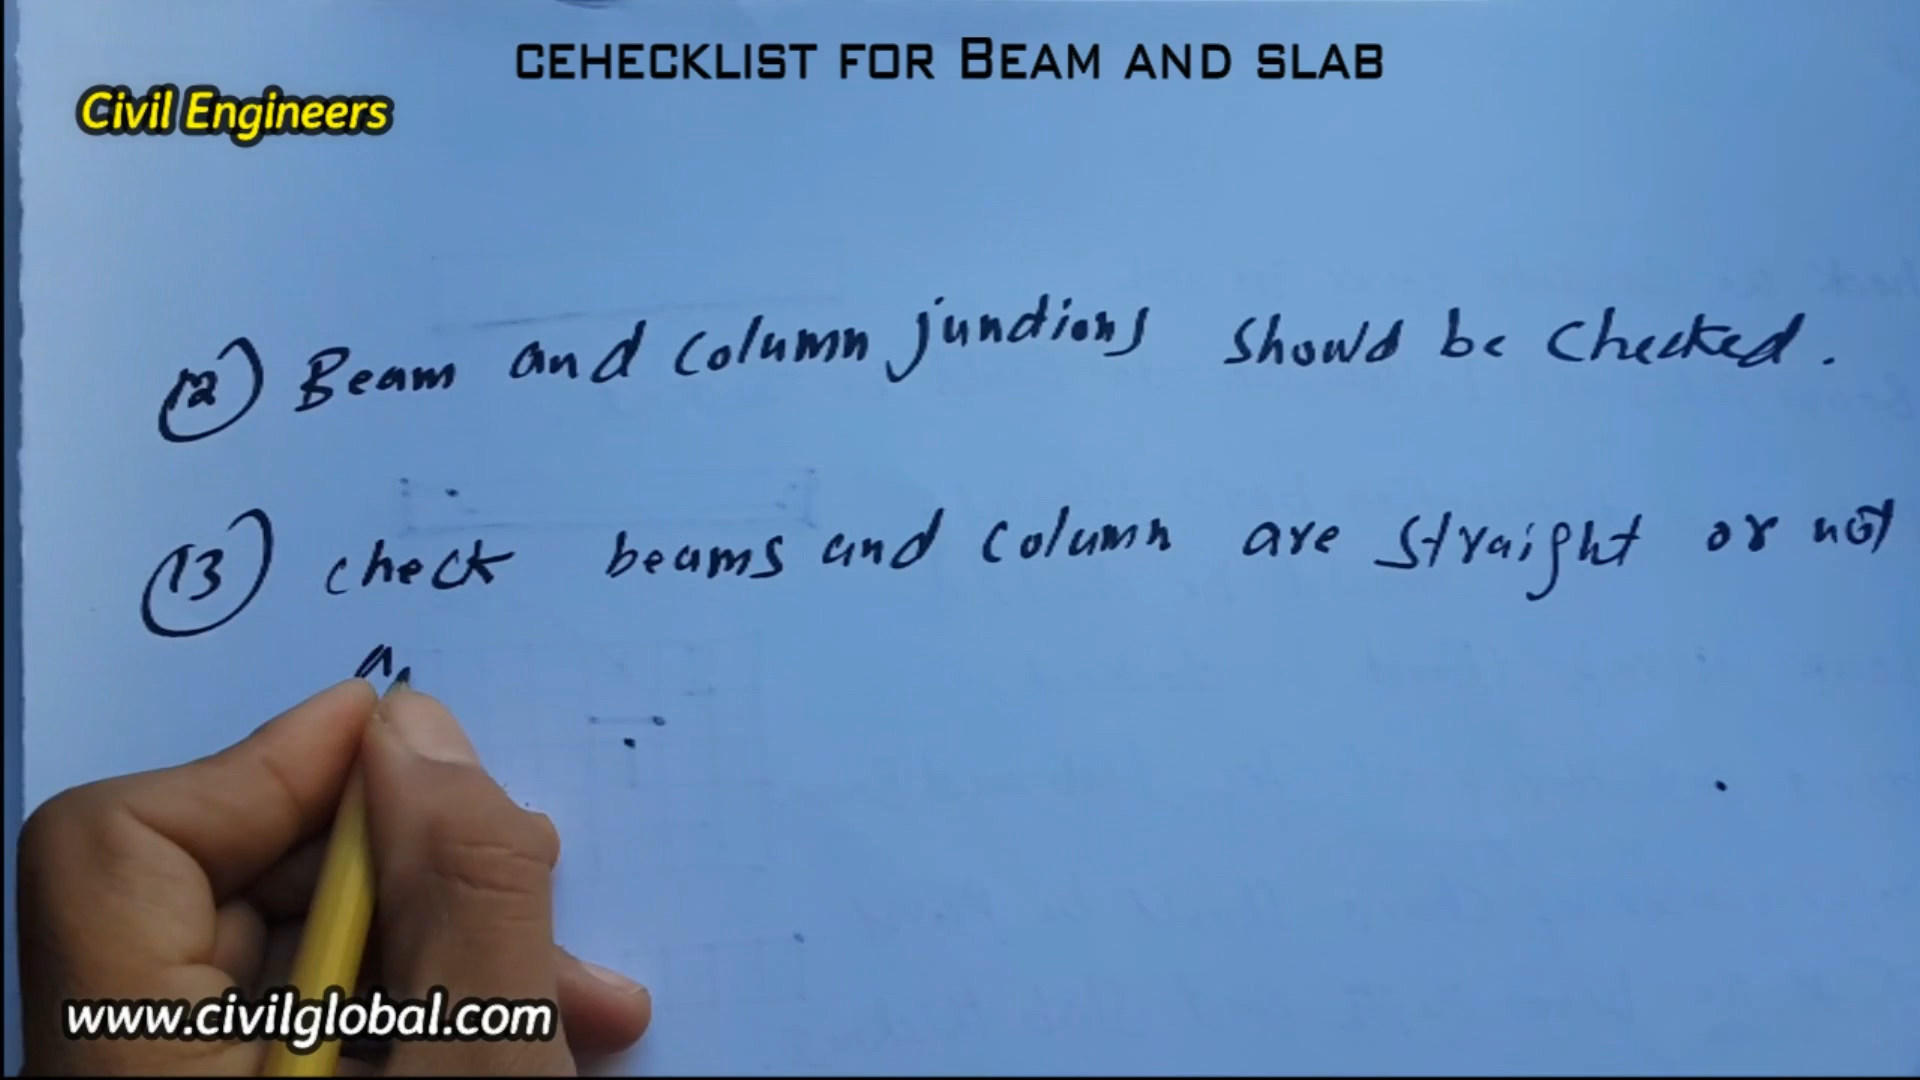 CEHECKLIST FOR BEAM AND SLAB
Civil Engineers
(12) Beam and column junctions should be checked.
(13) check beams and column are straight or not
www.civilglobal.com